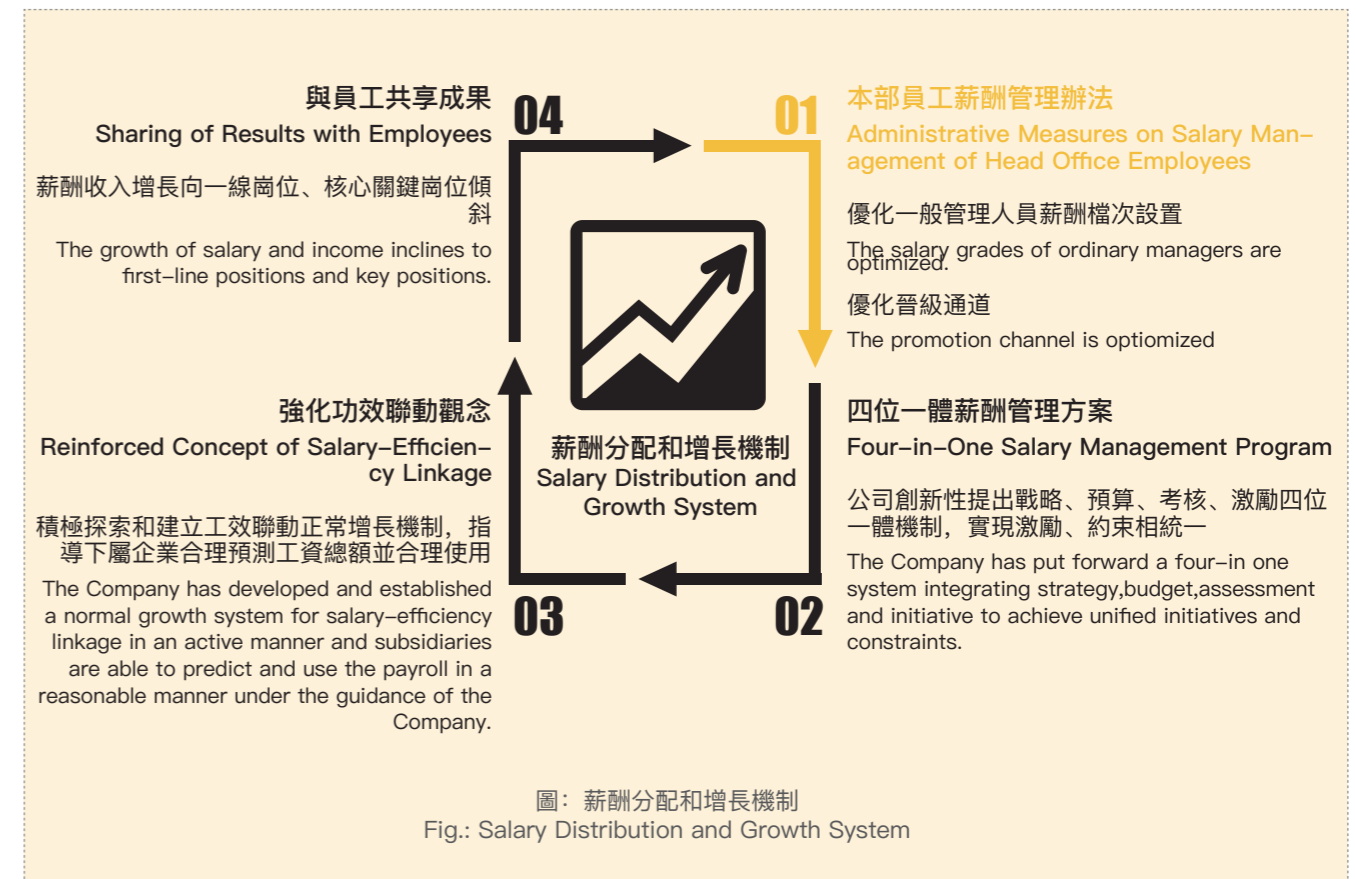 01
本部員工薪酬管理辦法
Administrative Measures on Salary Man-
agement of Head Office Employees
優化一般管理人員薪酬檔次設置
The salary grades of ordinary managers are
optimized.
優化晉級通道
The promotion channel is optiomized
02
四位一體薪酬管理方案
Four-in-One Salary Management Program
公司創新性提出戰略、預算、考核、激勵四位
一體機制，實現激勵、約束相統一
The Company has put forward a four-in one
system integrating strategy,budget,assessment
and initiative to achieve unified initiatives and
constraints.
03
強化功效聯動觀念
Reinforced Concept of Salary-Efficien-
cy Linkage
積極探索和建立工效聯動正常增長機制，指
導下屬企業合理預測工資總額並合理使用
The Company has developed and established
a normal growth system for salary-efficiency
linkage in an active manner and subsidiaries
are able to predict and use the payroll in a
reasonable manner under the guidance of the
Company.
04
與員工共享成果
Sharing of Results with Employees
薪酬收入增長向一線崗位、核心關鍵崗位傾
斜
The growth of salary and income inclines to
first-line positions and key positions.
薪酬分配和增長機制
Salary Distribution and
Growth System
圖：薪酬分配和增長機制
Fig.: Salary Distribution and Growth System